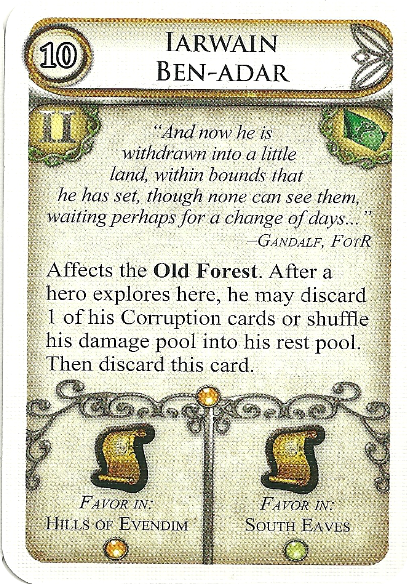 10
IARWAIN
BEN-ADAR
II
“And now he is
withdrawn into a little
land, within bounds that
he has set, though none can see them,
waiting perhaps for a change of days...”
–GANDALF, FOTR
Affects the Old Forest. After a
hero explores here, he may discard
1 of his Corruption cards or shuffle
his damage pool into his rest pool.
Then discard this card.
FAVOR IN:
HILLS OF EVENDIM
FAVOR IN:
SOUTH EAVES